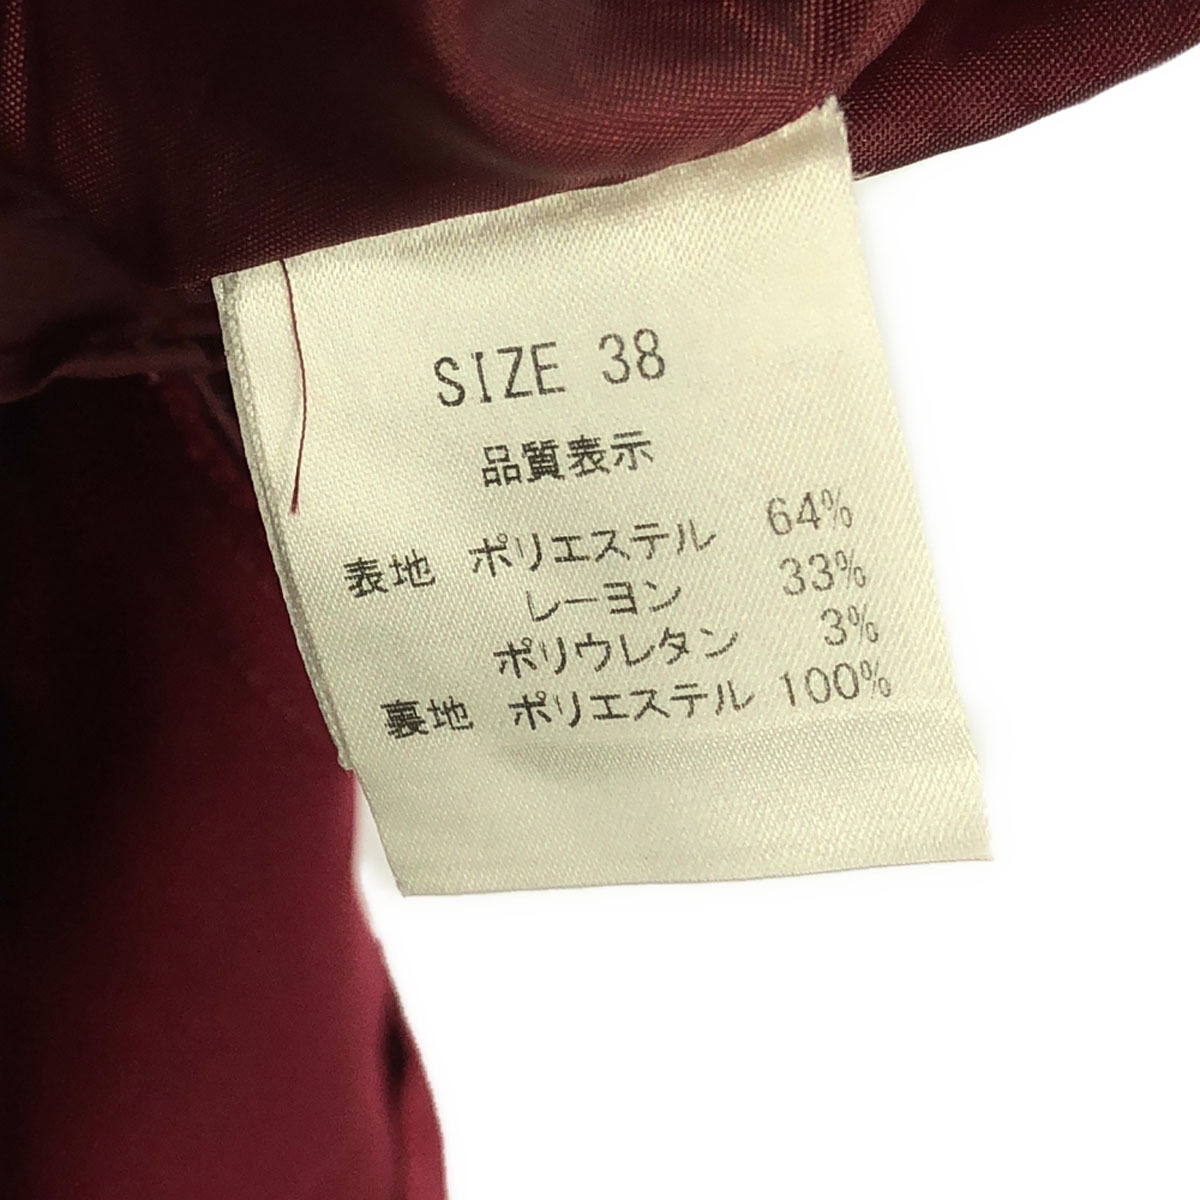 SIZE 38
品質表示
表地 ポリエステル 64%
レーヨン 33%
ポリウレタン 3%
裏地 ポリエステル 100%